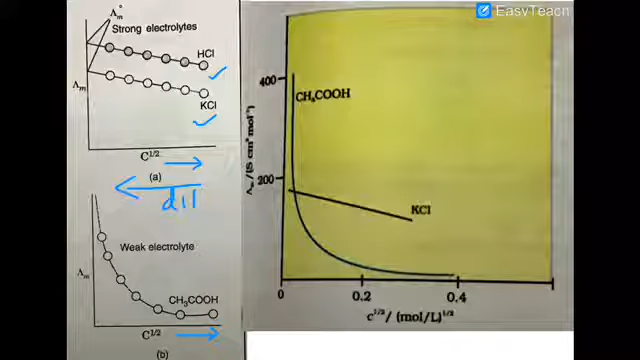 Λm°
Strong electrolytes
HCl
Λm
KCl
C1/2
(a)
dil
Weak electrolyte
Λm
CH3COOH
C1/2
(b)
EasyTeach
400
CH3COOH
Λm/(S cm² mol⁻¹)
200
KCl
0
0.2
0.4
c1/2/ (mol/L)1/2